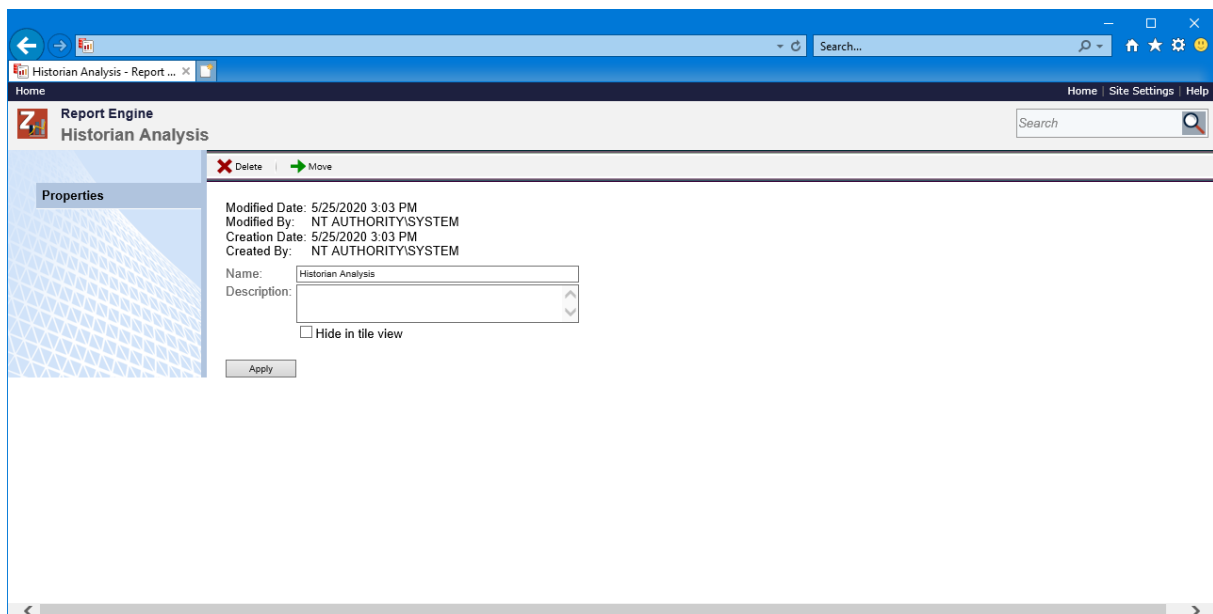 Search...
Historian Analysis - Report ...
Home
Home | Site Settings | Help
Report Engine
Historian Analysis
Search
Delete | Move
Properties
Modified Date: 5/25/2020 3:03 PM
Modified By: NT AUTHORITY\SYSTEM
Creation Date: 5/25/2020 3:03 PM
Created By: NT AUTHORITY\SYSTEM
Name: Historian Analysis
Description:
Hide in tile view
Apply